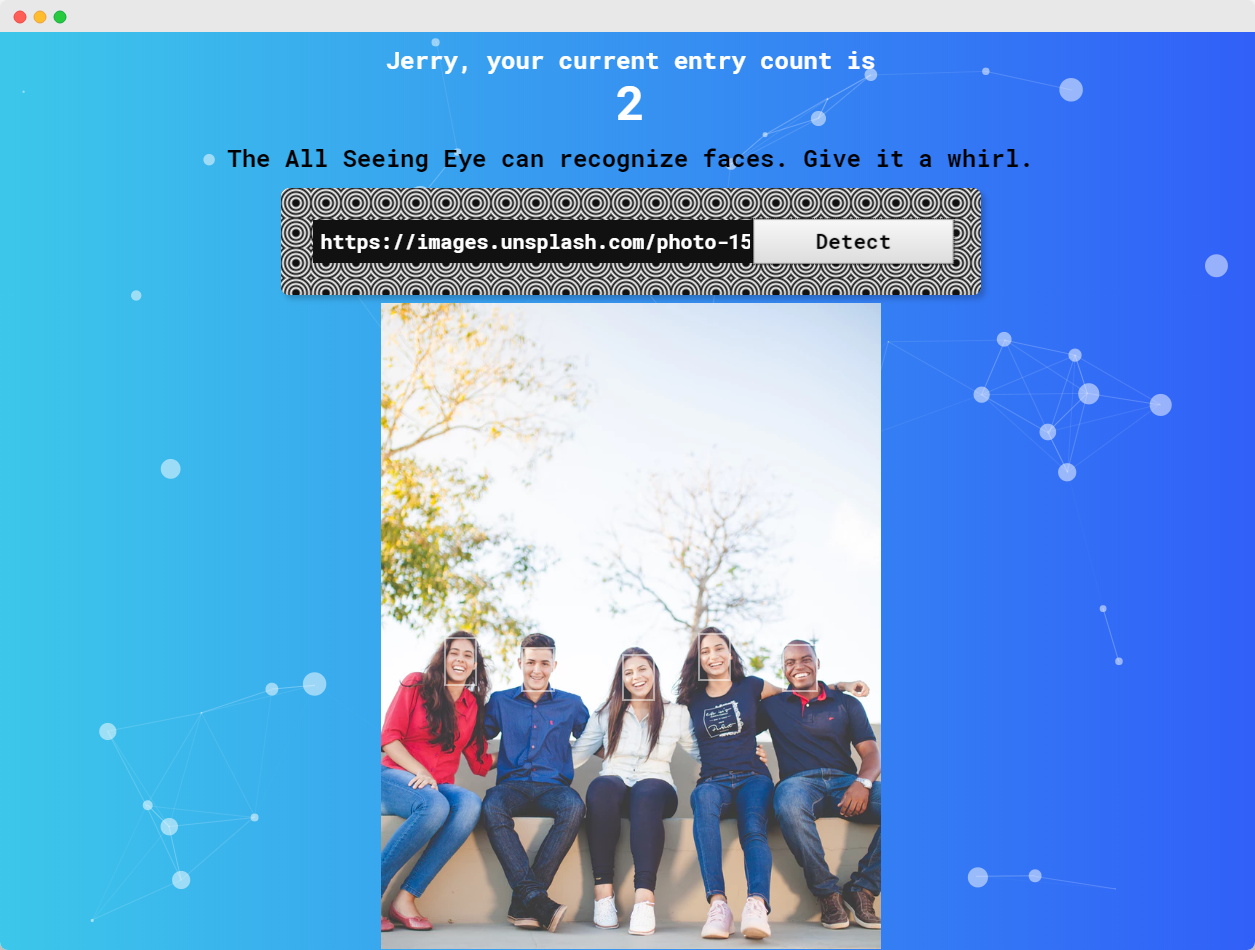 Jerry, your current entry count is
2
The All Seeing Eye can recognize faces. Give it a whirl.
https://images.unsplash.com/photo-15
Detect